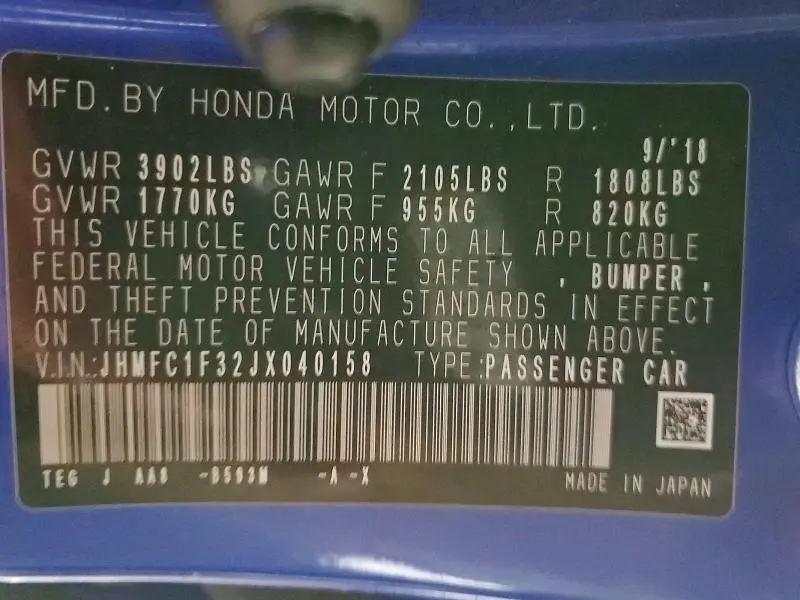 MFD. BY HONDA MOTOR CO., LTD.
9/'18
GVWR 3902LBS GAWR F 2105LBS R 1808LBS
GVWR 1770KG GAWR F 955KG R 820KG
THIS VEHICLE CONFORMS TO ALL APPLICABLE
FEDERAL MOTOR VEHICLE SAFETY , BUMPER ,
AND THEFT PREVENTION STANDARDS IN EFFECT
ON THE DATE OF MANUFACTURE SHOWN ABOVE.
V.I.N.:JHMFC1F32JX040158 TYPE:PASSENGER CAR
TEG J AA8 -B593M -A -X
MADE IN JAPAN